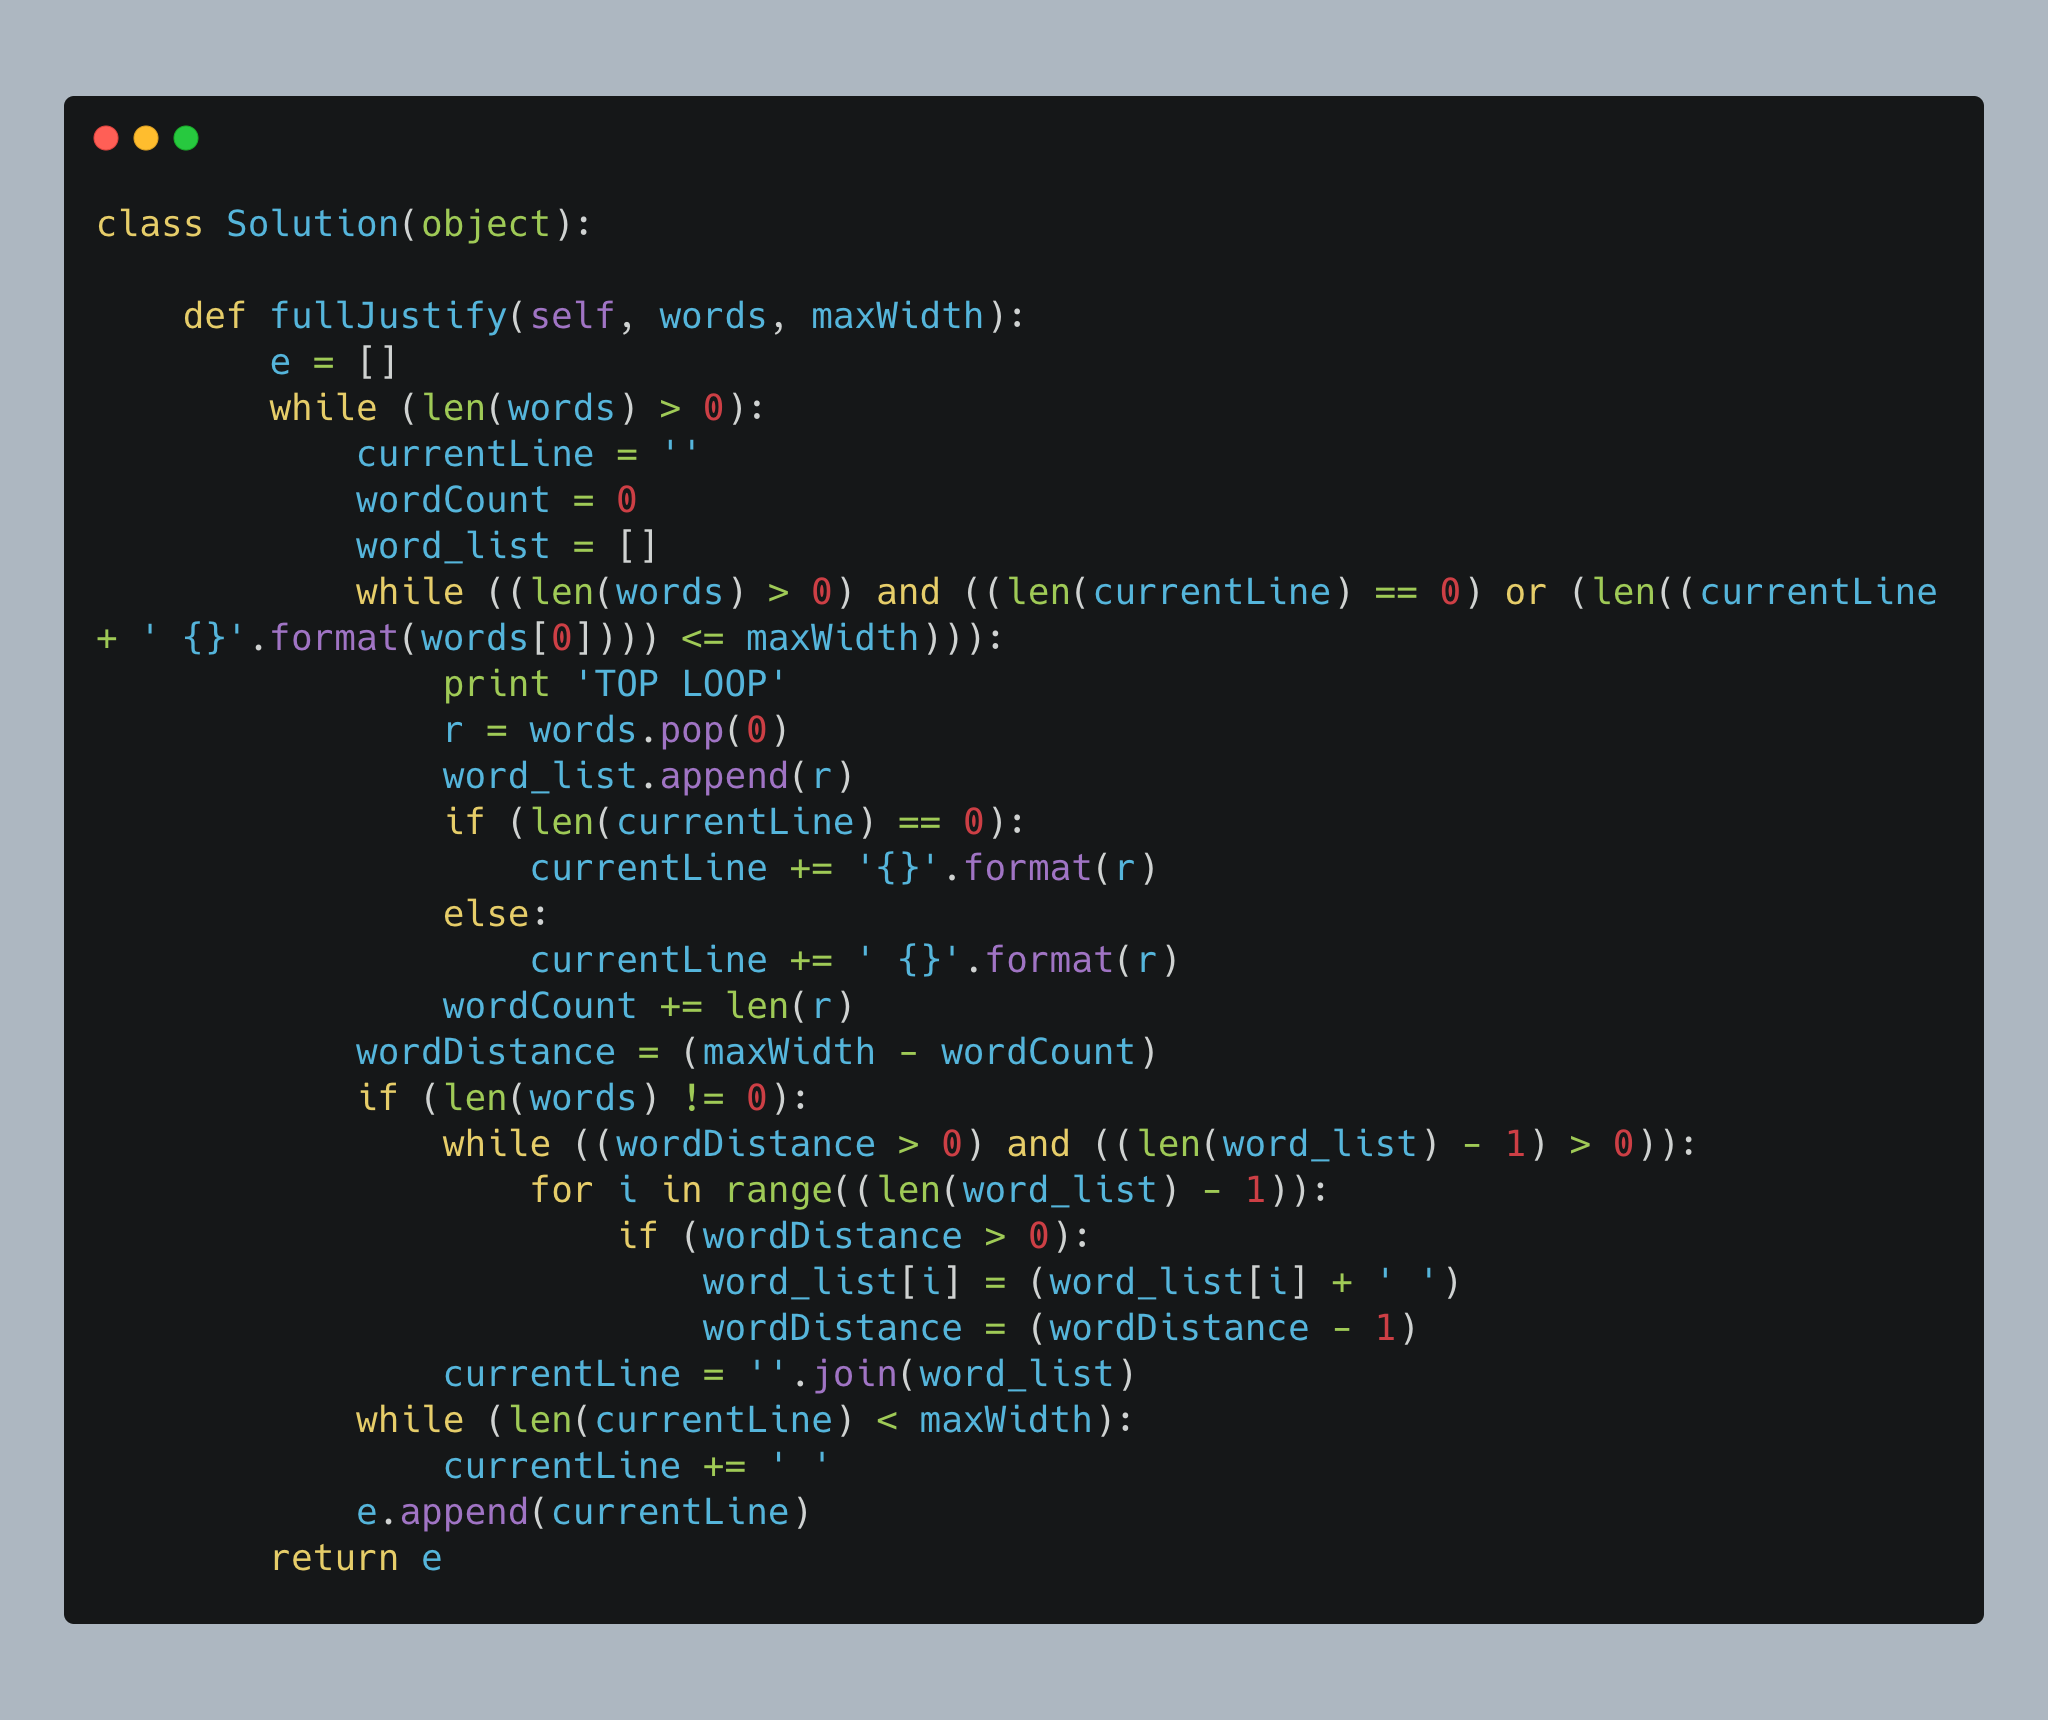 class Solution(object):

    def fullJustify(self, words, maxWidth):
        e = []
        while (len(words) > 0):
            currentLine = ''
            wordCount = 0
            word_list = []
            while ((len(words) > 0) and ((len(currentLine) == 0) or (len((currentLine
+ ' {}'.format(words[0]))) <= maxWidth))):
                print 'TOP LOOP'
                r = words.pop(0)
                word_list.append(r)
                if (len(currentLine) == 0):
                    currentLine += '{}'.format(r)
                else:
                    currentLine += ' {}'.format(r)
                wordCount += len(r)
            wordDistance = (maxWidth - wordCount)
            if (len(words) != 0):
                while ((wordDistance > 0) and ((len(word_list) - 1) > 0)):
                    for i in range((len(word_list) - 1)):
                        if (wordDistance > 0):
                            word_list[i] = (word_list[i] + ' ')
                            wordDistance = (wordDistance - 1)
                currentLine = ''.join(word_list)
            while (len(currentLine) < maxWidth):
                currentLine += ' '
            e.append(currentLine)
        return e